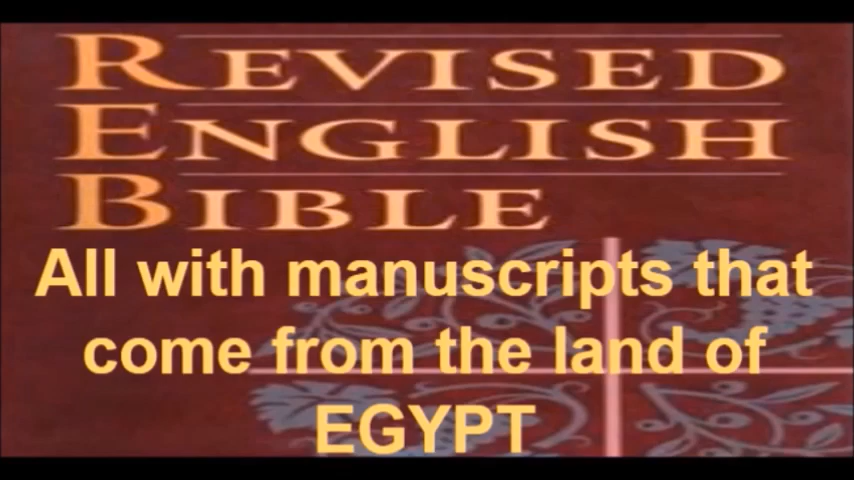 REVISED
ENGLISH
BIBLE
All with manuscripts that
come from the land of
EGYPT